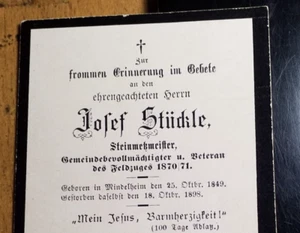 Zur
frommen Erinnerung im Gebete
an den
ehrengeachteten Herrn
Josef Stückle,
Steinmetzmeister,
Gemeindebevollmächtigter u. Veteran
des Feldzuges 1870/71.
Geboren in Mindelheim den 25. Oktbr. 1849,
Gestorben daselbst den 18. Oktbr. 1898.
„Mein Jesus, Barmherzigkeit!"
(100 Tage Ablaß.)